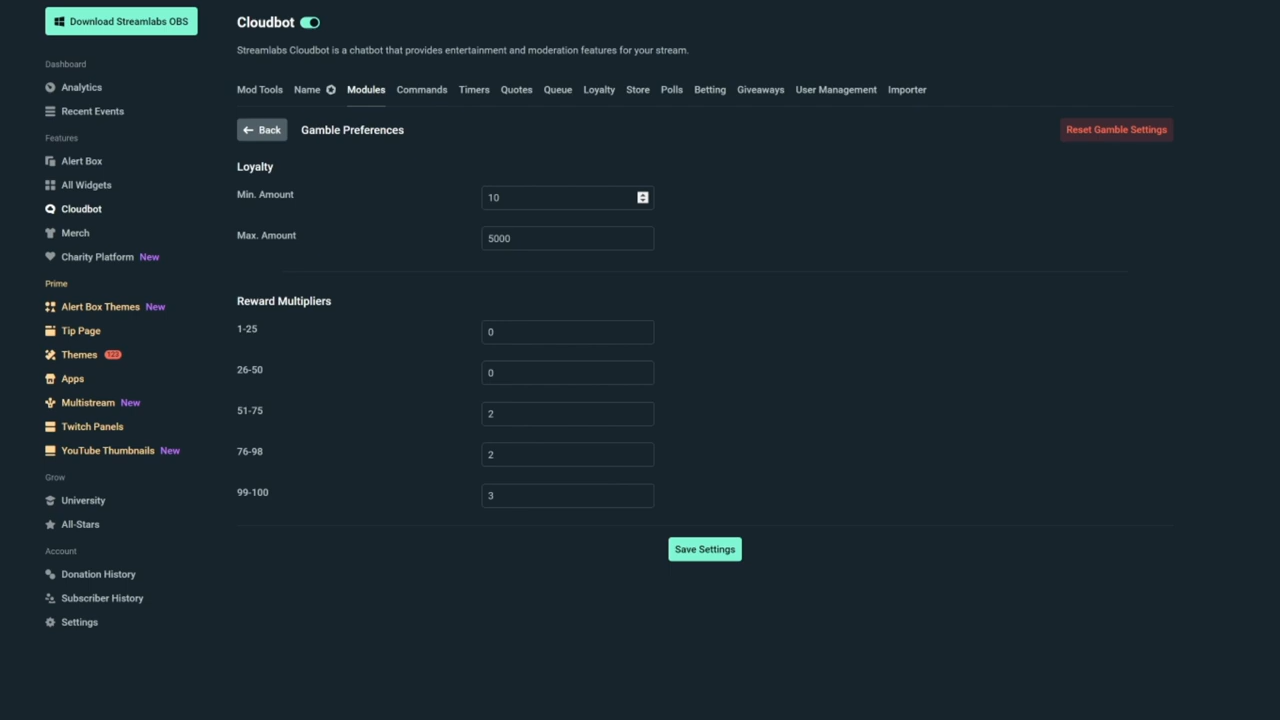 Download Streamlabs OBS
Dashboard
Analytics
Recent Events
Features
Alert Box
All Widgets
Cloudbot
Merch
Charity Platform New
Prime
Alert Box Themes New
Tip Page
Themes 123
Apps
Multistream New
Twitch Panels
YouTube Thumbnails New
Grow
University
All-Stars
Account
Donation History
Subscriber History
Settings
Cloudbot
Streamlabs Cloudbot is a chatbot that provides entertainment and moderation features for your stream.
Mod Tools Name Modules Commands Timers Quotes Queue Loyalty Store Polls Betting Giveaways User Management Importer
Back Gamble Preferences Reset Gamble Settings
Loyalty
Min. Amount 10
Max. Amount 5000
Reward Multipliers
1-25 0
26-50 0
51-75 2
76-98 2
99-100 3
Save Settings